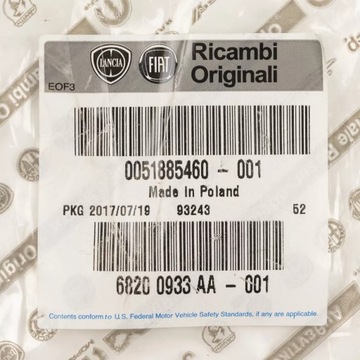 LANCIA FIAT Ricambi
Originali
EOF3
0051885460 - 001
Made in Poland
PKG 2017/07/19 93243 52
6820 0933 AA - 001
Contents conform to U.S. Federal Motor Vehicle Safety Standards, if any are applicable.